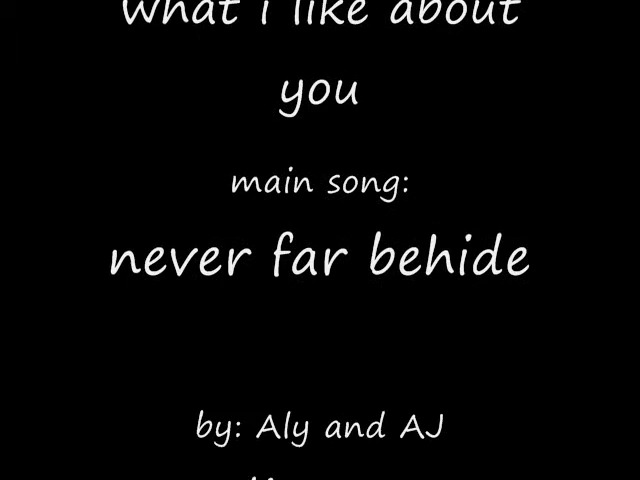 what i like about
you
main song:
never far behide
by: Aly and AJ